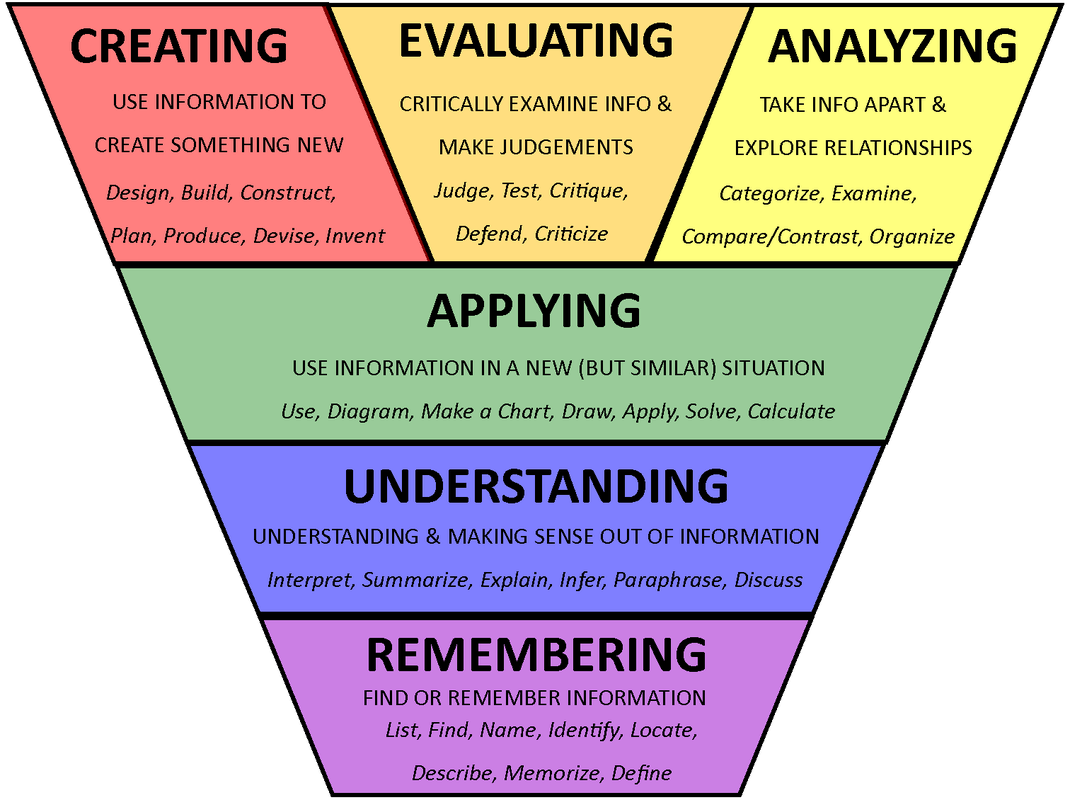 CREATING
USE INFORMATION TO
CREATE SOMETHING NEW
Design, Build, Construct,
Plan, Produce, Devise, Invent
EVALUATING
CRITICALLY EXAMINE INFO &
MAKE JUDGEMENTS
Judge, Test, Critique,
Defend, Criticize
ANALYZING
TAKE INFO APART &
EXPLORE RELATIONSHIPS
Categorize, Examine,
Compare/Contrast, Organize
APPLYING
USE INFORMATION IN A NEW (BUT SIMILAR) SITUATION
Use, Diagram, Make a Chart, Draw, Apply, Solve, Calculate
UNDERSTANDING
UNDERSTANDING & MAKING SENSE OUT OF INFORMATION
Interpret, Summarize, Explain, Infer, Paraphrase, Discuss
REMEMBERING
FIND OR REMEMBER INFORMATION
List, Find, Name, Identify, Locate,
Describe, Memorize, Define